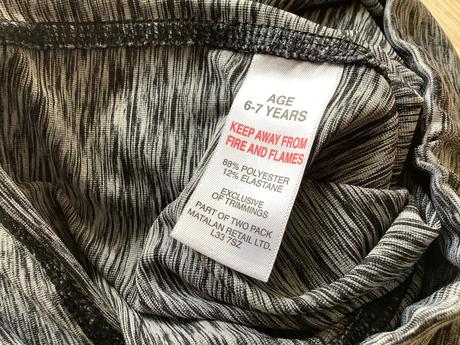 AGE
6-7 YEARS
KEEP AWAY FROM
FIRE AND FLAMES
88% POLYESTER
12% ELASTANE
EXCLUSIVE
OF TRIMMINGS
PART OF TWO PACK
MATALAN RETAIL LTD.
L33 7SZ